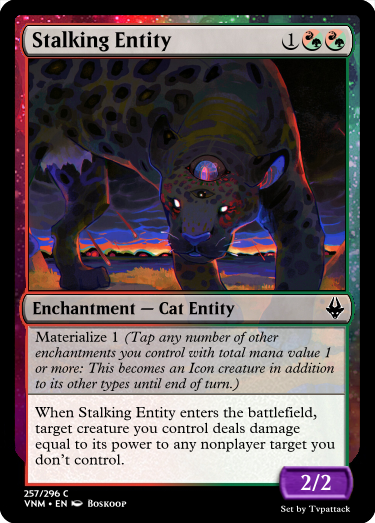 Stalking Entity 1
Enchantment — Cat Entity
Materialize 1 (Tap any number of other
enchantments you control with total mana value 1
or more: This becomes an Icon creature in addition
to its other types until end of turn.)
When Stalking Entity enters the battlefield,
target creature you control deals damage
equal to its power to any nonplayer target you
don't control.
2/2
257/296 C
VNM • EN Boskoop
Set by Tvpattack